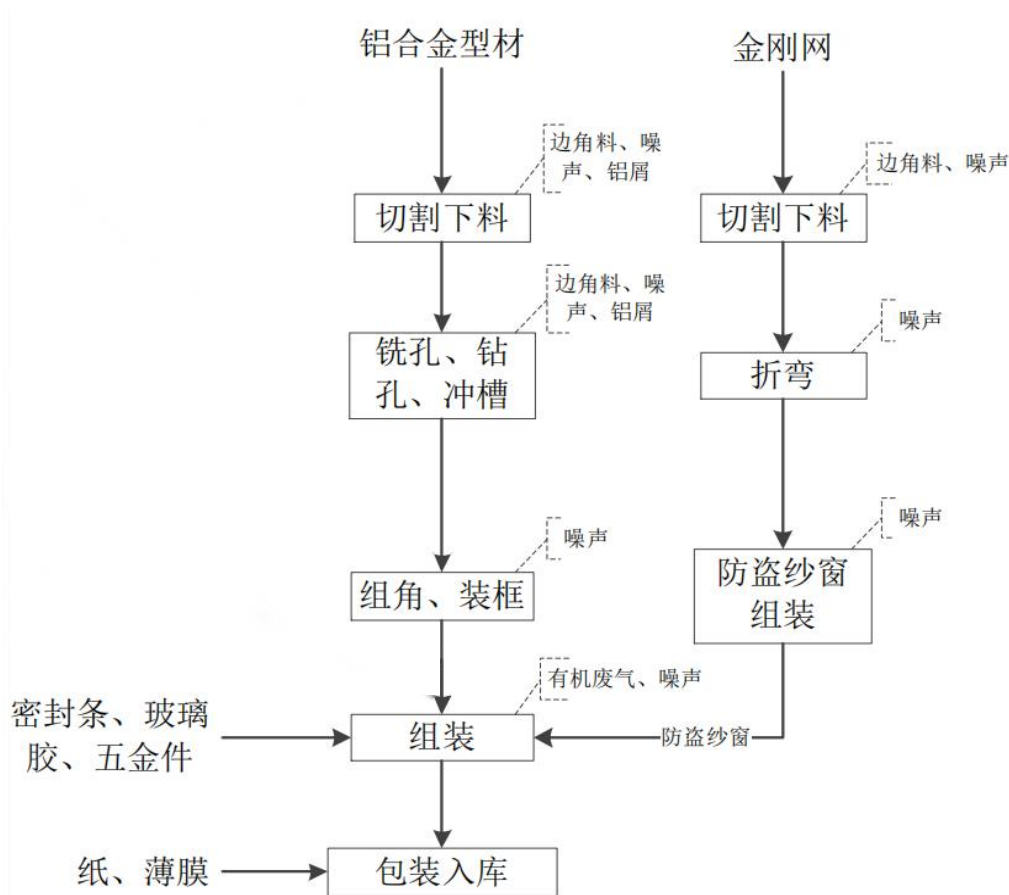 铝合金型材
金刚网
边角料、噪
声、铝屑
边角料、噪声
切割下料
切割下料
边角料、噪
声、铝屑
噪声
铣孔、钻
孔、冲槽
折弯
噪声
噪声
组角、装框
防盗纱窗
组装
有机废气、噪声
密封条、玻璃
胶、五金件
组装
防盗纱窗
纸、薄膜
包装入库